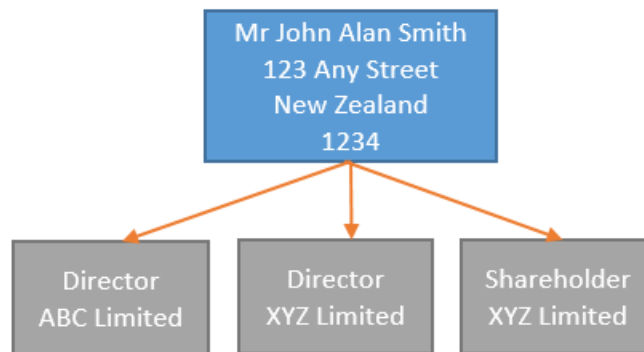 Mr John Alan Smith
123 Any Street
New Zealand
1234
Director
ABC Limited
Director
XYZ Limited
Shareholder
XYZ Limited